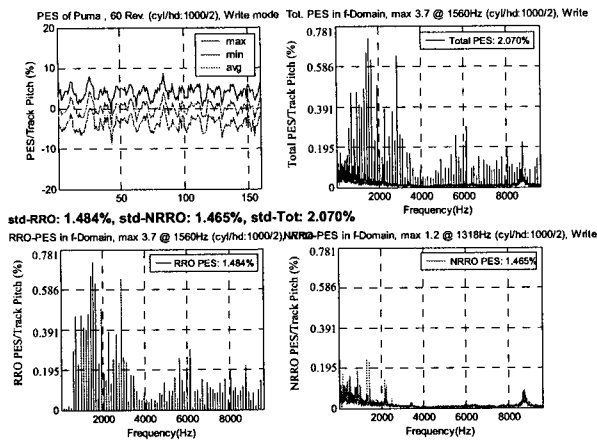 PES of Puma , 60 Rev. (cyl/hd:1000/2), Write mode
20
10
0
-10
-20
PES/Track Pitch (%)
max
min
avg
50
100
150
Tot. PES in f-Domain, max 3.7 @ 1560Hz (cyl/hd:1000/2), Write
0.781
0.586
0.391
0.195
0
Total PES/Track Pitch (%)
Total PES: 2.070%
2000
4000
6000
8000
Frequency(Hz)
std-RRO: 1.484%, std-NRRO: 1.465%, std-Tot: 2.070%
RRO-PES in f-Domain, max 3.7 @ 1560Hz (cyl/hd:1000/2),
0.781
0.586
0.391
0.195
0
RRO PES/Track Pitch (%)
RRO PES: 1.484%
2000
4000
6000
8000
Frequency(Hz)
-PES in f-Domain, max 1.2 @ 1318Hz (cyl/hd:1000/2), Write
0.781
0.586
0.391
0.195
0
NRRO PES/Track Pitch (%)
NRRO PES: 1.465%
2000
4000
6000
8000
Frequency(Hz)